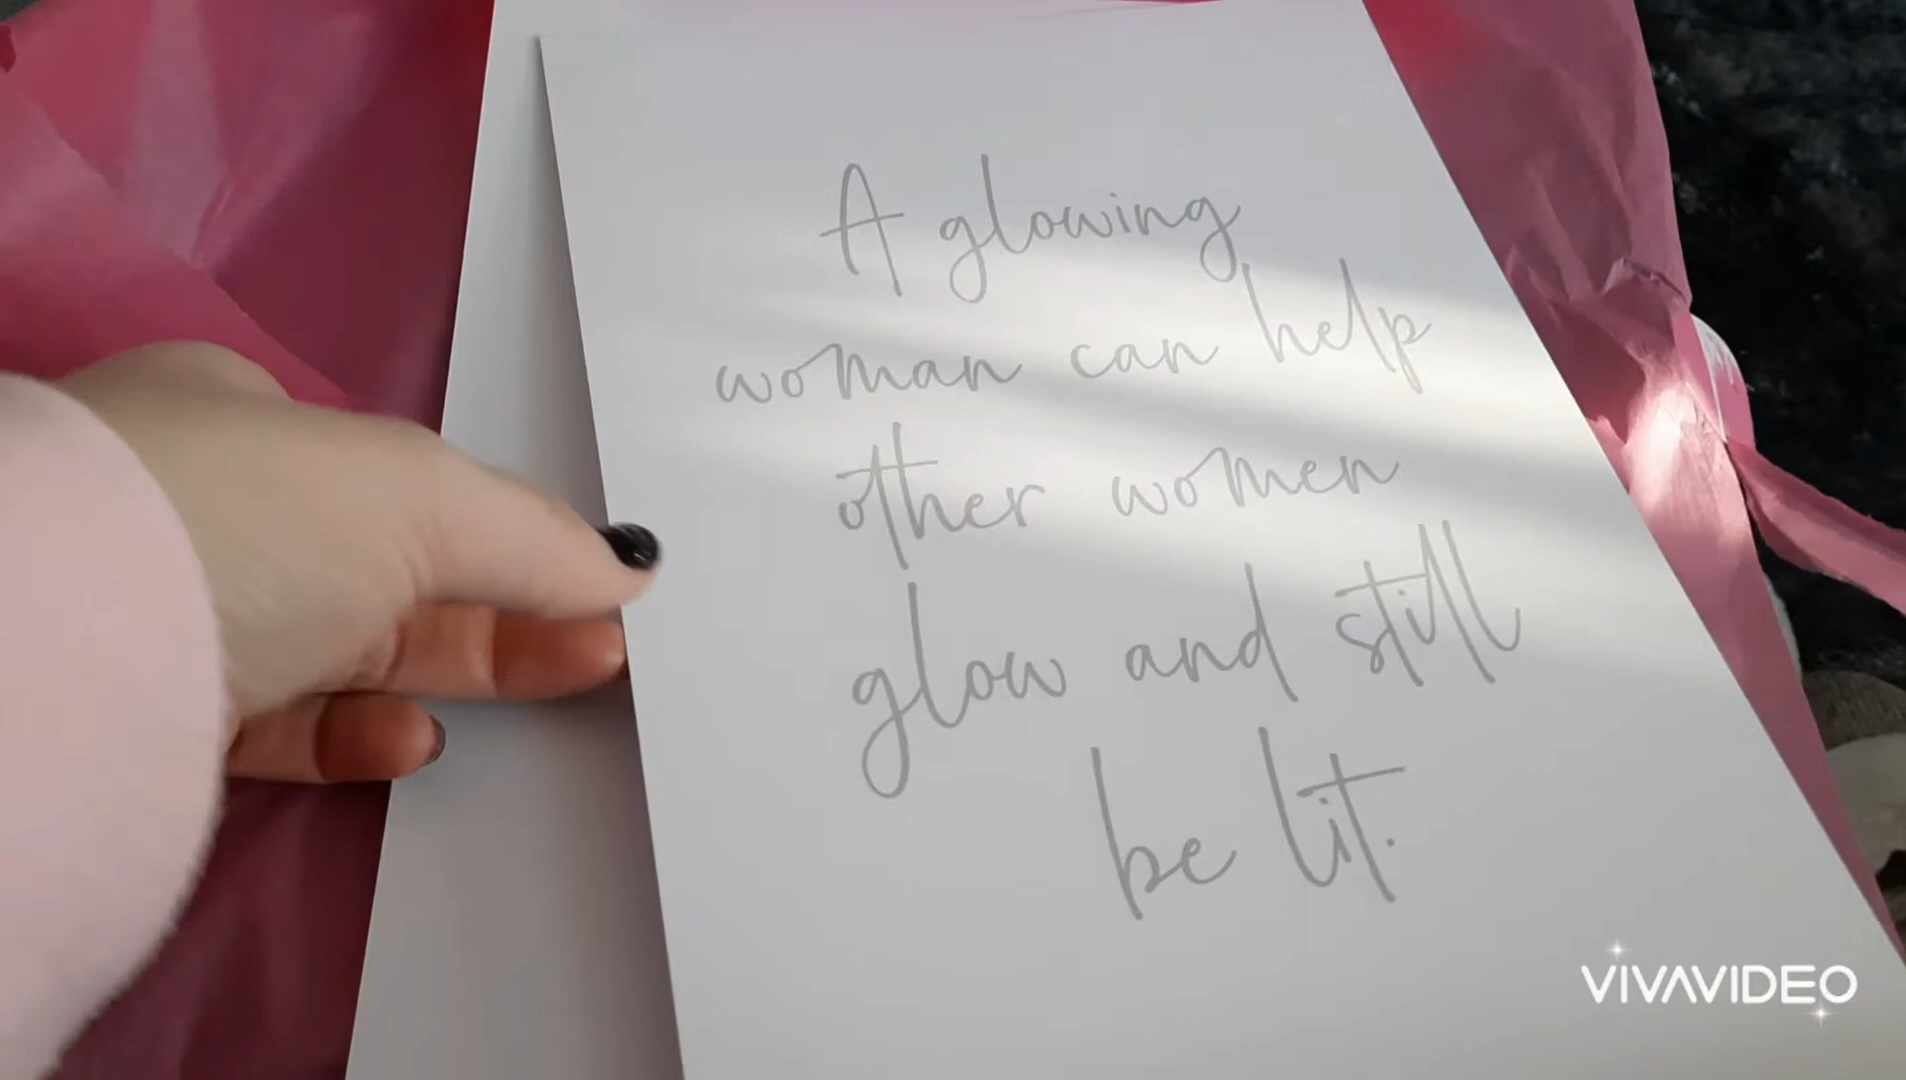 A glowing
woman can help
other women
glow and still
be lit.
VIVAVIDEO